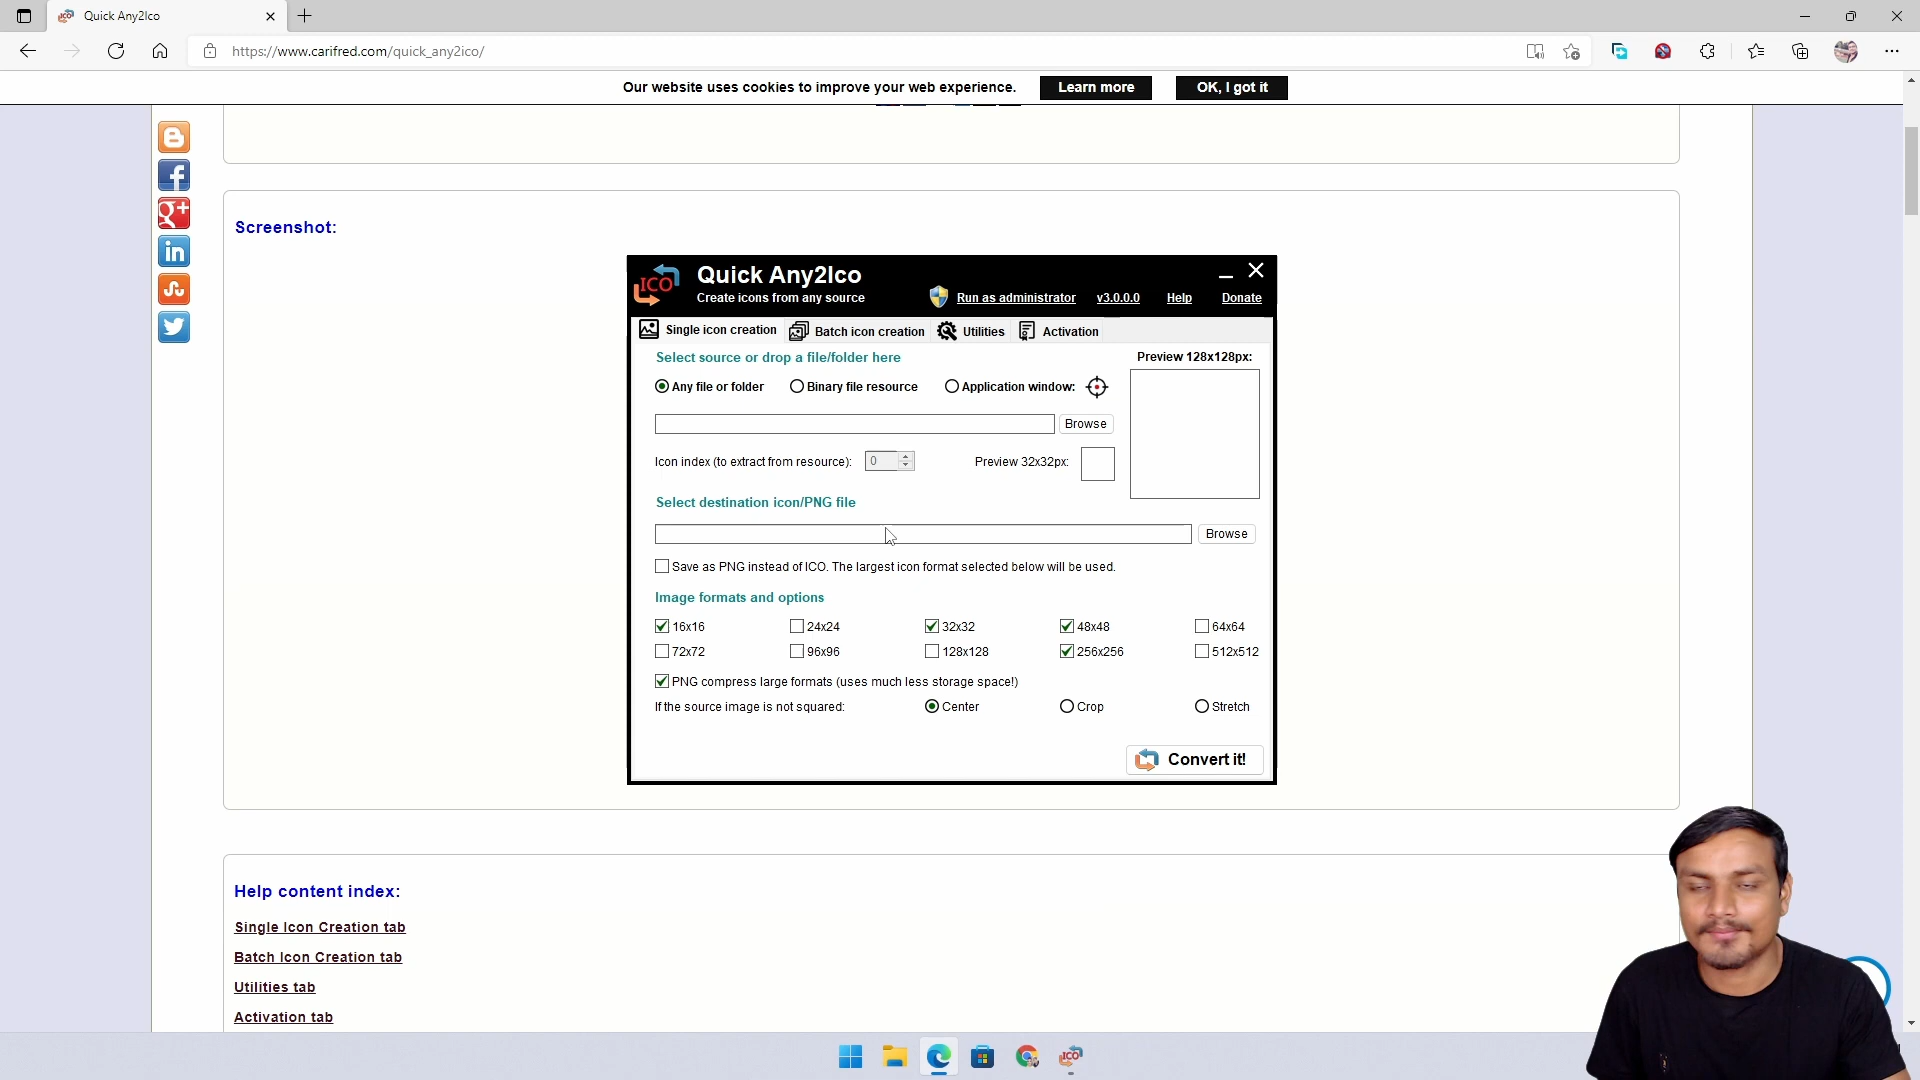 Quick Any2Ico
https://www.carifred.com/quick_any2ico/
Our website uses cookies to improve your web experience. Learn more OK, I got it
Screenshot:
ICO Quick Any2Ico
Create icons from any source Run as administrator v3.0.0.0 Help Donate
Single icon creation Batch icon creation Utilities Activation
Select source or drop a file/folder here Preview 128x128px:
Any file or folder Binary file resource Application window:
Browse
Icon index (to extract from resource): 0 Preview 32x32px:
Select destination icon/PNG file
Browse
Save as PNG instead of ICO. The largest icon format selected below will be used.
Image formats and options
16x16 24x24 32x32 48x48 64x64
72x72 96x96 128x128 256x256 512x512
PNG compress large formats (uses much less storage space!)
If the source image is not squared: Center Crop Stretch
Convert it!
Help content index:
Single Icon Creation tab
Batch Icon Creation tab
Utilities tab
Activation tab
ICO